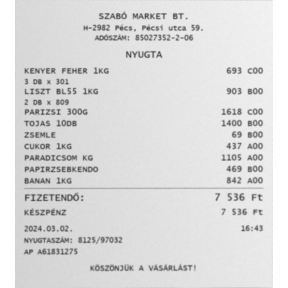 SZABÓ MARKET BT.
H-2982 Pécs, Pécsi utca 59.
ADÓSZÁM: 85027352-2-06
NYUGTA
KENYER FEHER 1KG 693 C00
3 DB x 301
LISZT BL55 1KG 903 B00
2 DB x 809
PARIZSI 300G 1618 C00
TOJAS 10DB 1400 B00
ZSEMLE 69 B00
CUKOR 1KG 437 A00
PARADICSOM KG 1105 A00
PAPIRZSEBKENDO 469 B00
BANAN 1KG 842 A00
FIZETENDŐ: 7 536 Ft
KÉSZPÉNZ 7 536 Ft
2024.03.02. 16:43
NYUGTASZÁM: 8125/97032
AP A61831275
KÖSZÖNJÜK A VÁSÁRLÁST!